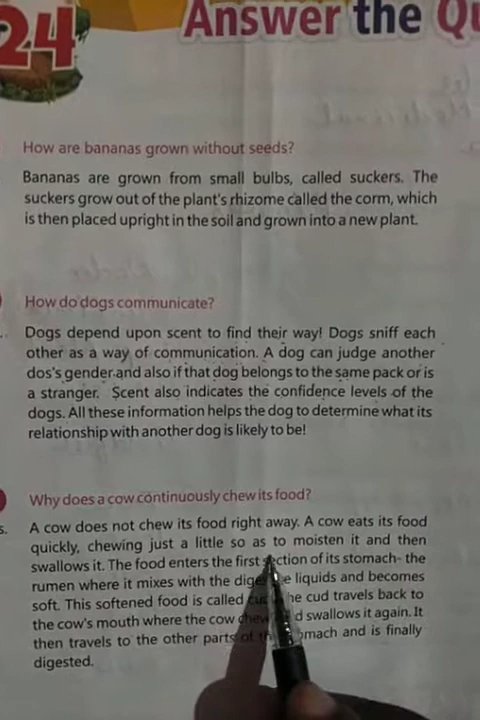 24
Answer the Qu
How are bananas grown without seeds?
Bananas are grown from small bulbs, called suckers. The
suckers grow out of the plant's rhizome called the corm, which
is then placed upright in the soil and grown into a new plant.
How do dogs communicate?
Dogs depend upon scent to find their way! Dogs sniff each
other as a way of communication. A dog can judge another
dos's gender and also if that dog belongs to the same pack or is
a stranger. Scent also indicates the confidence levels of the
dogs. All these information helps the dog to determine what its
relationship with another dog is likely to be!
Why does a cow continuously chew its food?
s. A cow does not chew its food right away. A cow eats its food
quickly, chewing just a little so as to moisten it and then
swallows it. The food enters the first section of its stomach- the
rumen where it mixes with the liquids and becomes
soft. This softened food is called cud travels back to
the cow's mouth where the cow swallows it again. It
then travels to the other parts of and is finally
digested.